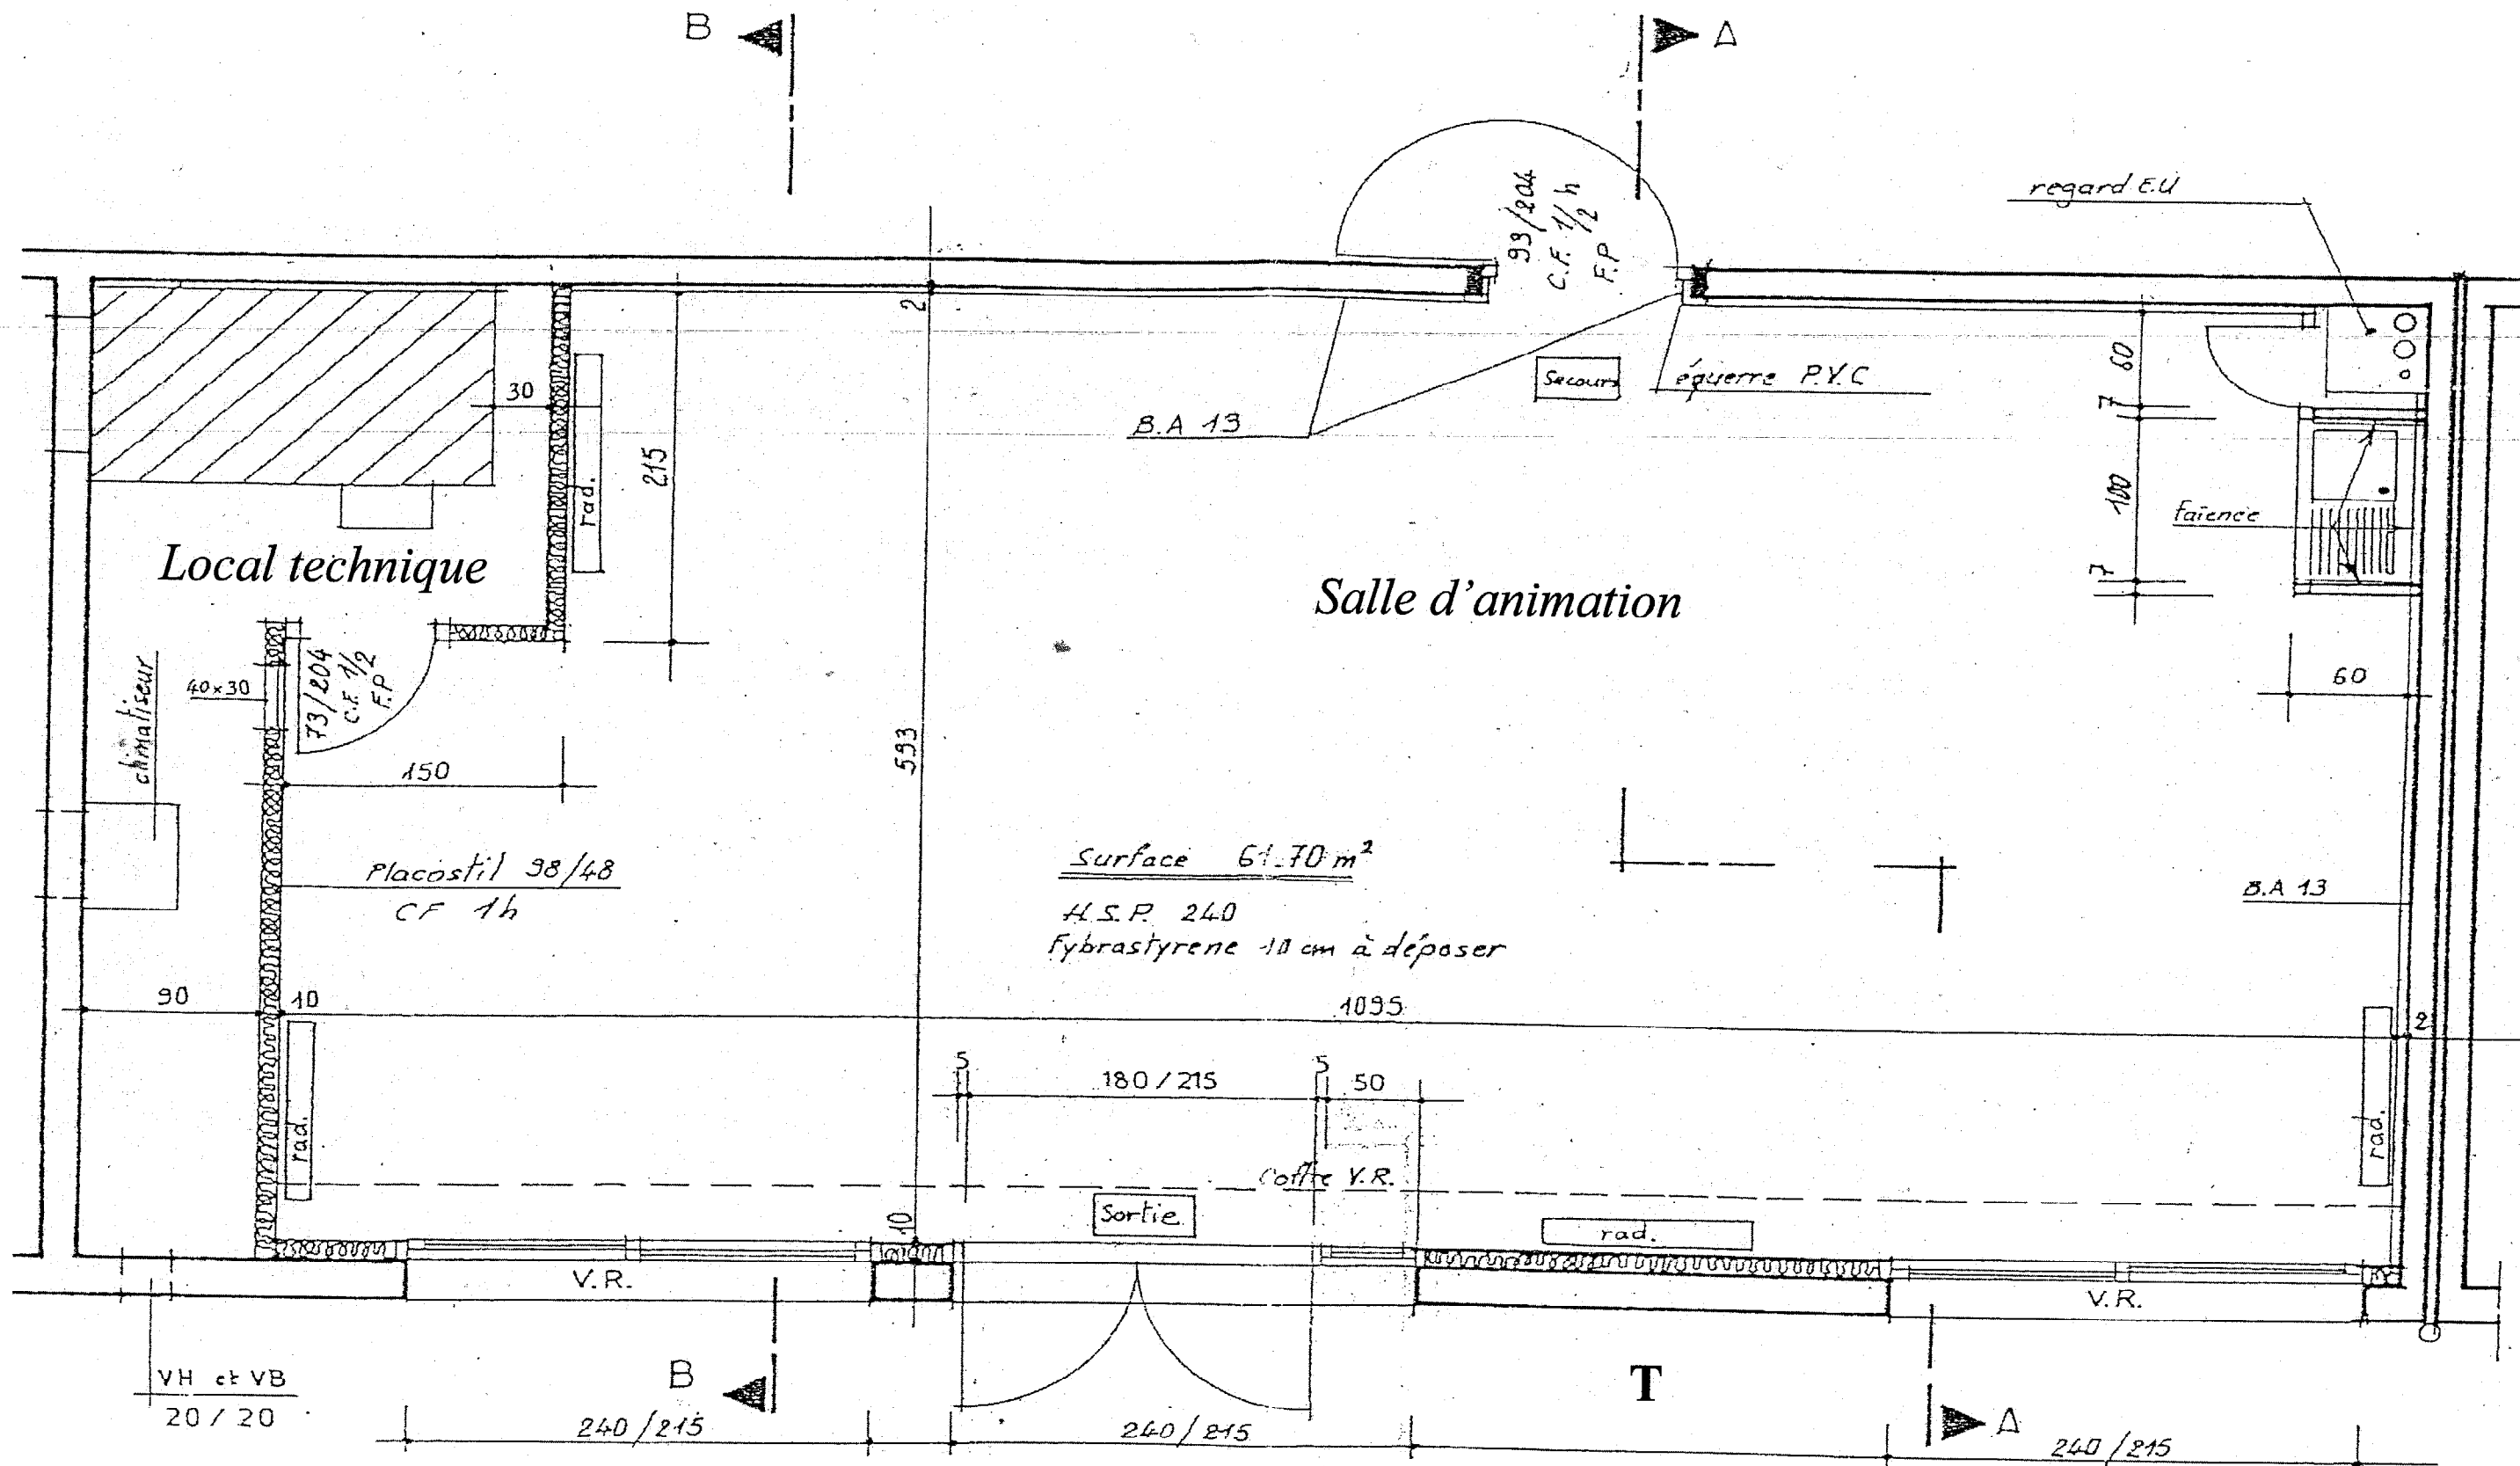 B
A
93/204
C.F. 1/2 h
F.P
regard E.U
2
30
rad.
215
B.A 13
Secours
équerre P.V.C
60
7
100
7
faïence
Local technique
Salle d'animation
climatiseur
40x30
73/204
C.F. 1/2
F.P
150
593
60
Placostil 98/48
CF 1h
Surface 61.70 m²
H.S.P. 240
Fybrastyrene 10 cm à déposer
B.A 13
90
10
1095
2
5
180 / 215
5
50
rad.
rad.
Coffre V.R.
10
Sortie
rad.
V.R.
V.R.
VH et VB
20 / 20
B
T
A
240 / 215
240 / 215
240 / 215